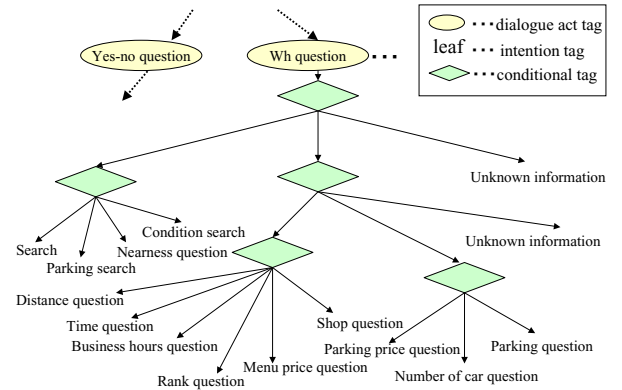 Yes-no question
Wh question
...
... dialogue act tag
leaf ... intention tag
... conditional tag
Unknown information
Condition search
Search
Nearness question
Parking search
Unknown information
Distance question
Time question
Shop question
Business hours question
Parking price question
Parking question
Menu price question
Number of car question
Rank question